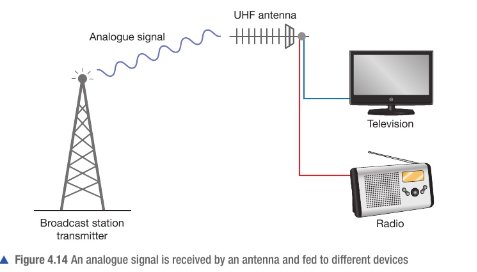 UHF antenna
Analogue signal
Television
Broadcast station
transmitter
Radio
▲ Figure 4.14 An analogue signal is received by an antenna and fed to different devices